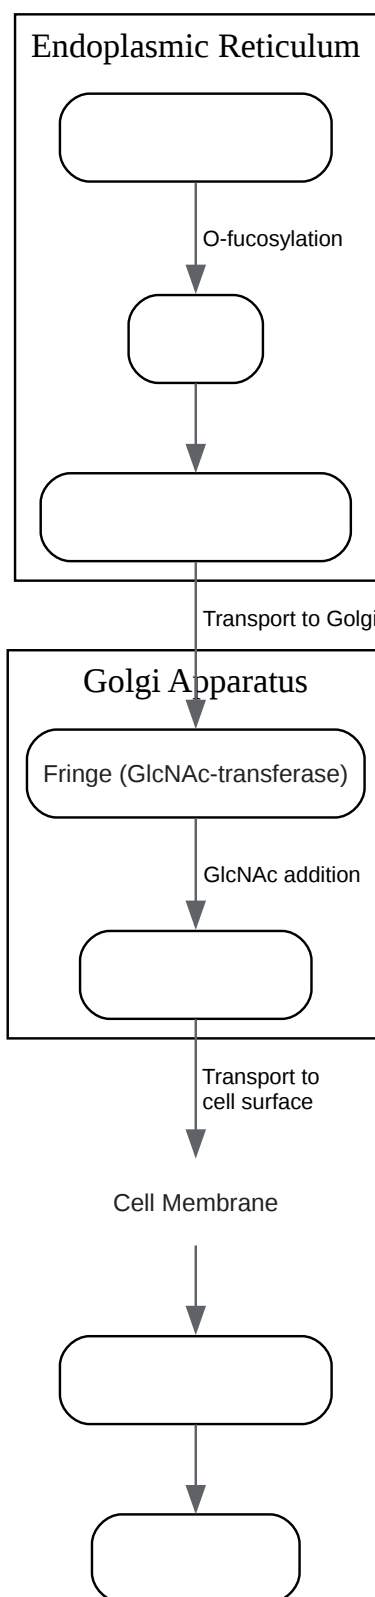 Endoplasmic Reticulum
O-fucosylation
Transport to Golgi
Golgi Apparatus
Fringe (GlcNAc-transferase)
GlcNAc addition
Transport to
cell surface
Cell Membrane